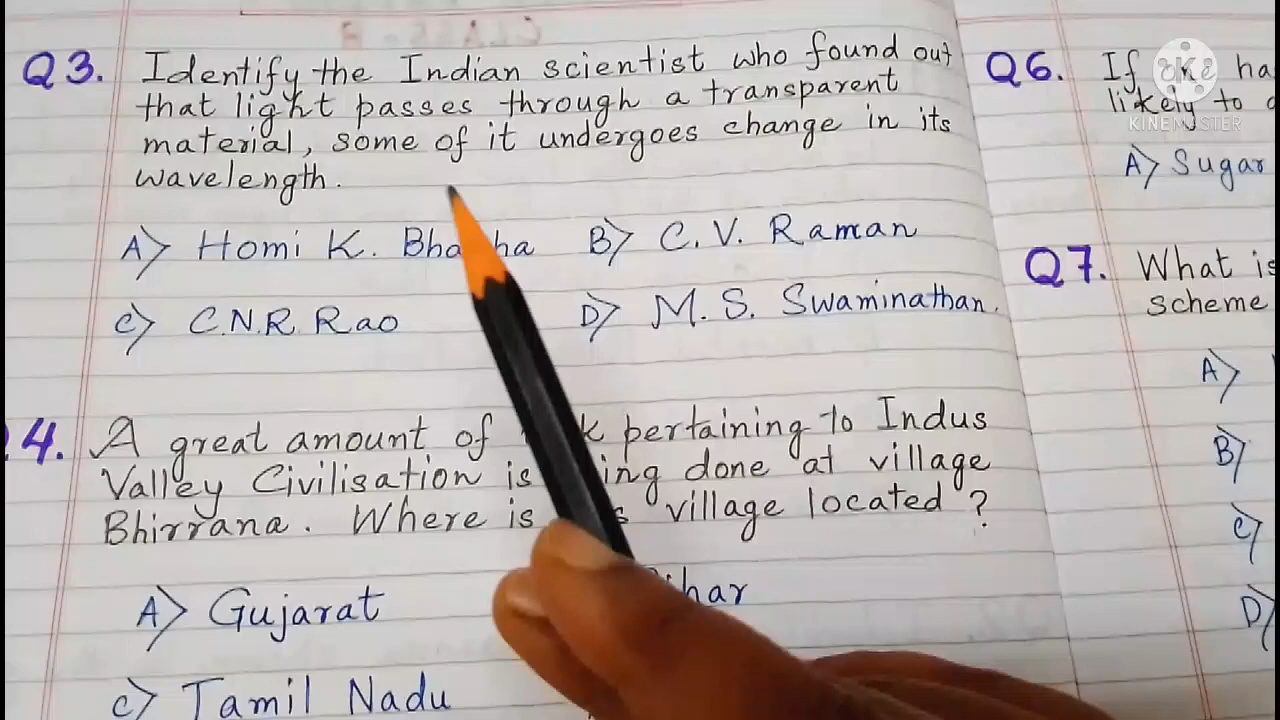 Q3. Identify the Indian scientist who found out
that light passes through a transparent
material, some of it undergoes change in its
wavelength.
A) Homi K. Bha ha B) C. V. Raman
C) C.N.R. Rao D) M. S. Swaminathan.
4. A great amount of k pertaining to Indus
Valley Civilisation is ing done at village
Bhirrana. Where is s village located ?
A) Gujarat
C) Tamil Nadu
Q6. If one ha
likely to
A) Sugar
Q7. What is
scheme
A)
B)
C)
D)
KINEMASTER